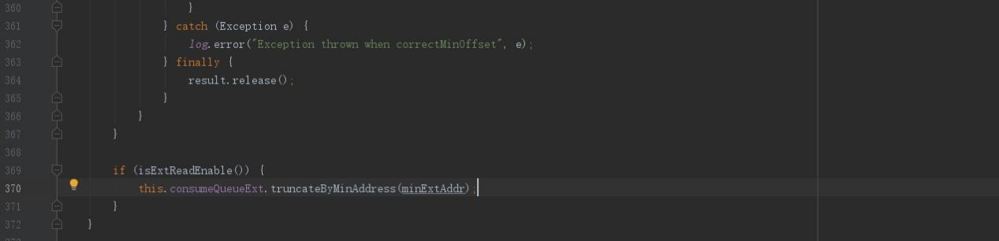 360 }
361 } catch (Exception e) {
362 log.error("Exception thrown when correctMinOffset", e);
363 } finally {
364 result.release();
365 }
366 }
367 }
368
369 if (isExtReadEnable()) {
370 this.consumeQueueExt.truncateByMinAddress(minExtAddr);
371 }
372 }